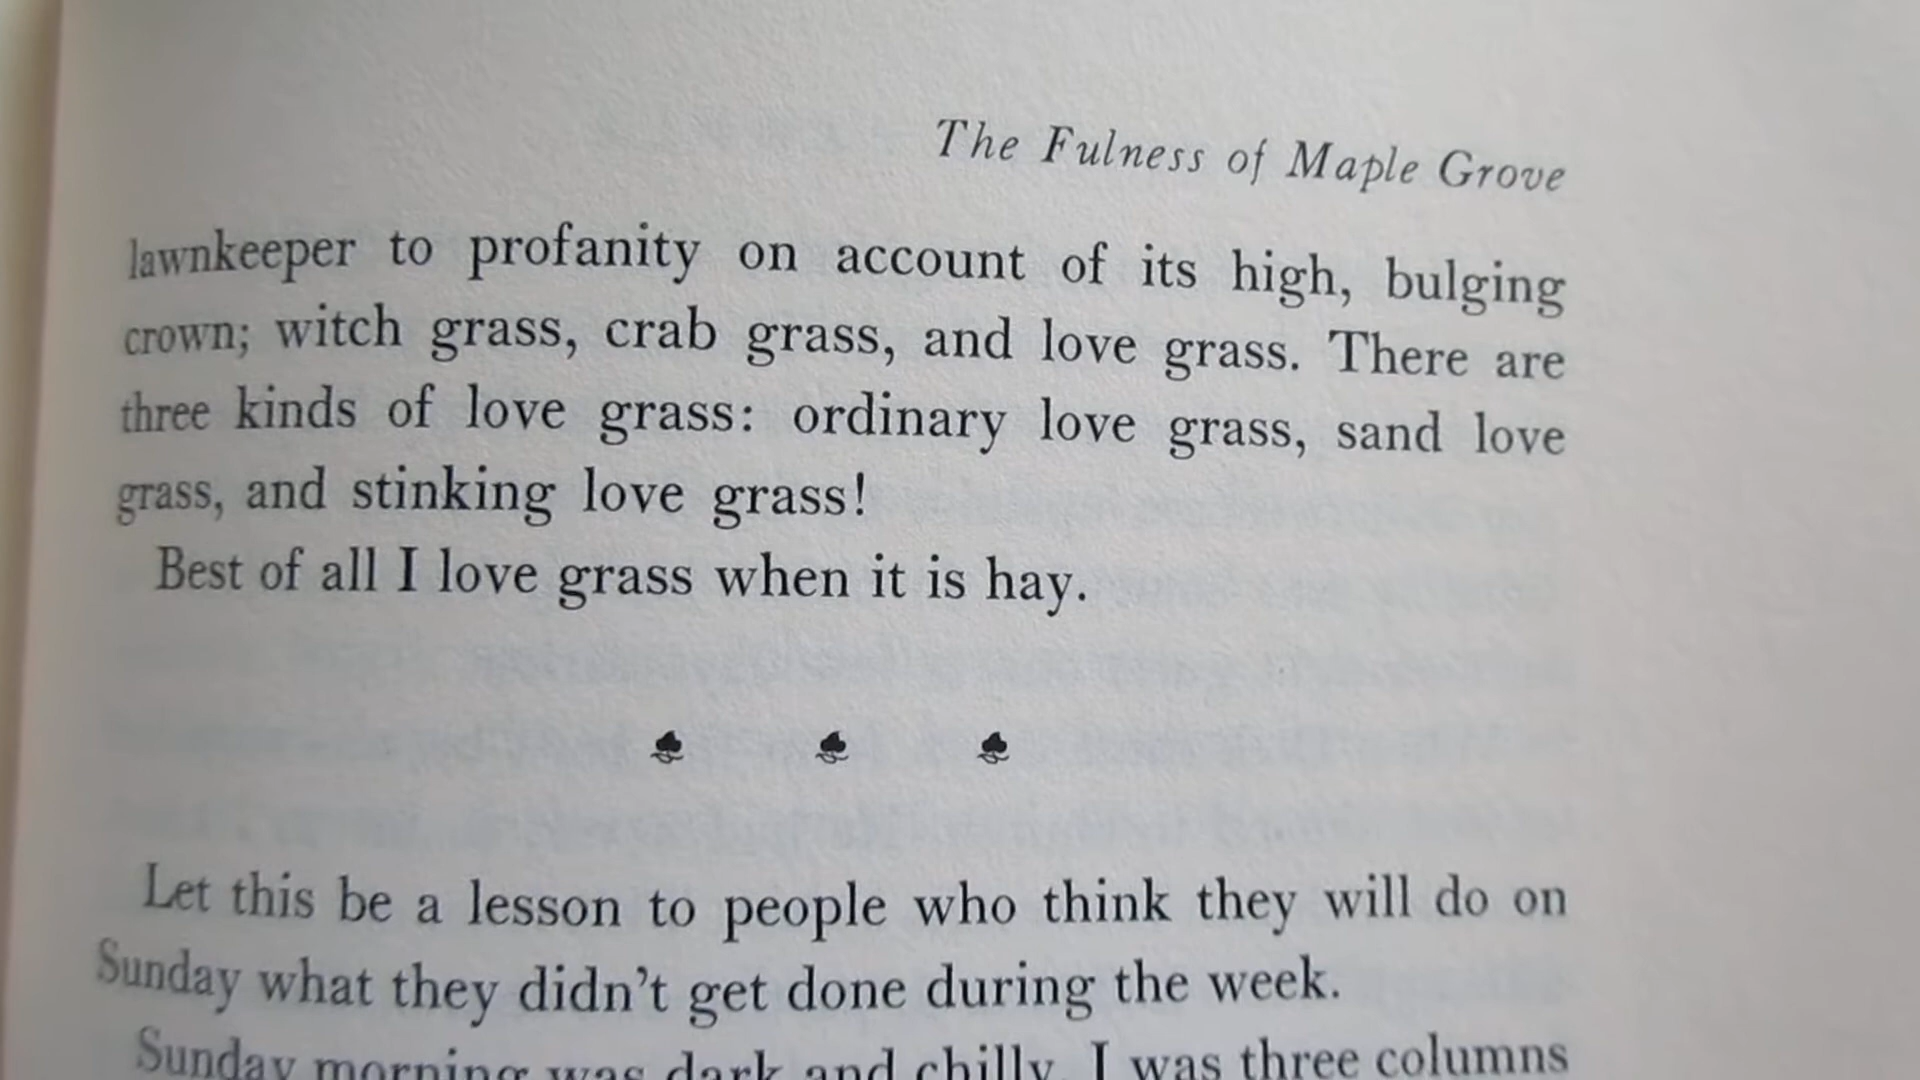 The Fulness of Maple Grove
lawnkeeper to profanity on account of its high, bulging
crown; witch grass, crab grass, and love grass. There are
three kinds of love grass: ordinary love grass, sand love
grass, and stinking love grass!
Best of all I love grass when it is hay.
Let this be a lesson to people who think they will do on
Sunday what they didn't get done during the week.
Sunday morning was dark and chilly. I was three columns